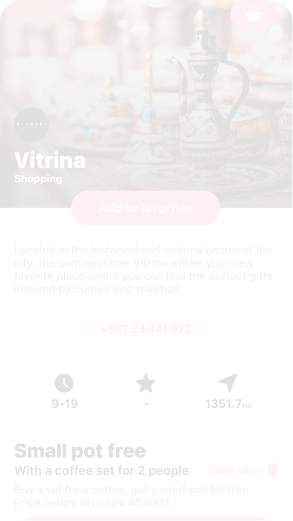 VITRINA
Vitrina
Shopping
Add to favorites
Located in the historical and cultural center of the
city, the concept store Vitrina will be your new
favorite place where you can find the perfect gifts
inspired by culture and tradition.
+387 33 441 022
9-19
-
1351.7km
Small pot free
With a coffee set for 2 people
Save 10KM
Buy a set for a coffee, get a small pot for free.
Price before discount 45 BAM.